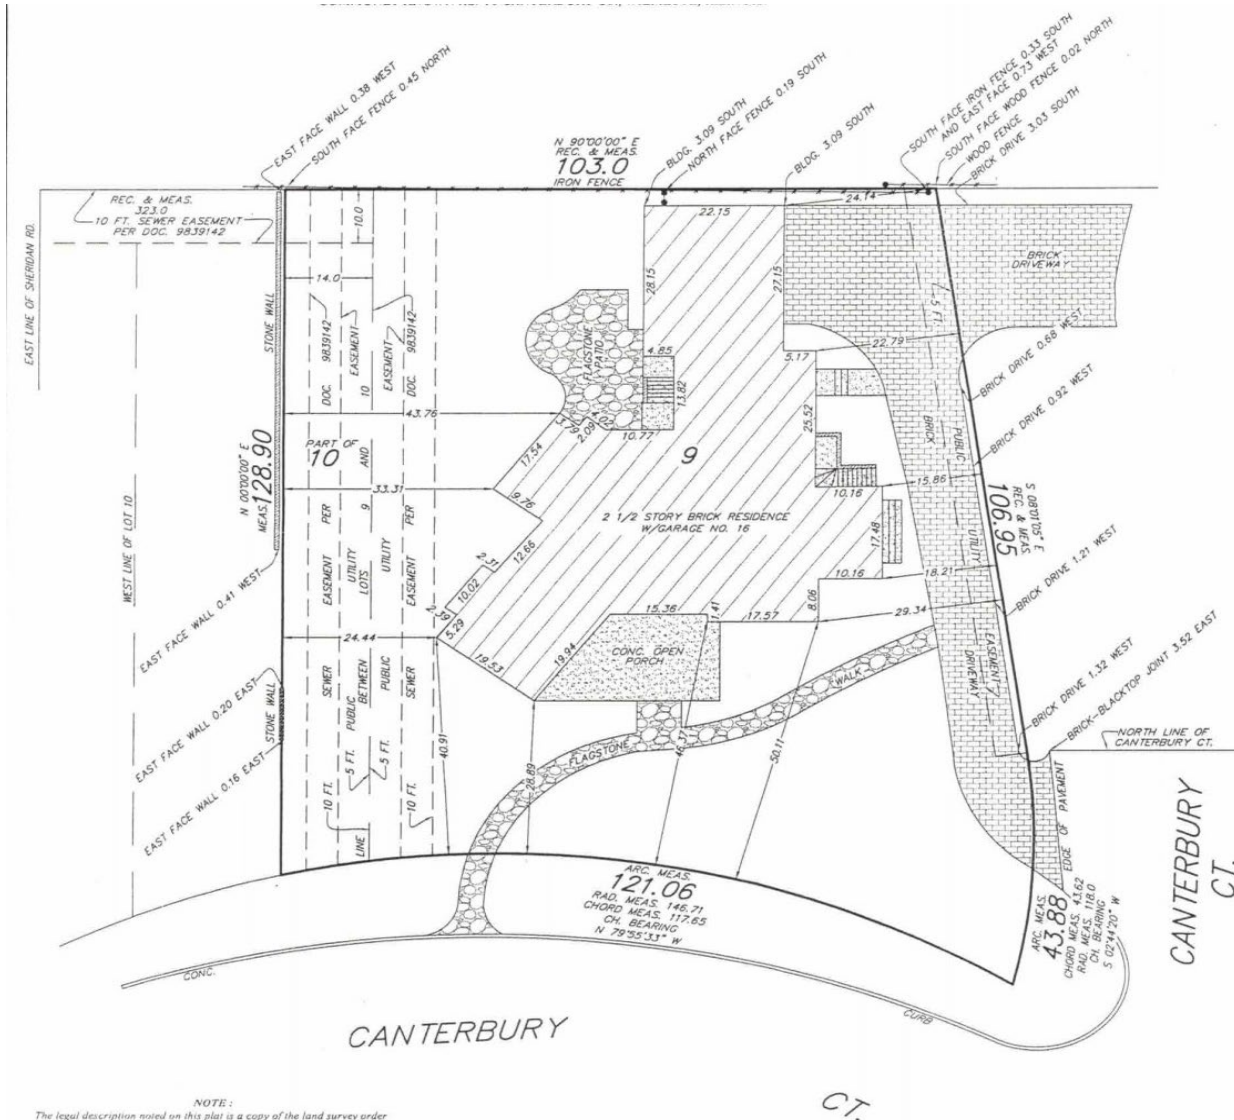 EAST FACE WALL 0.38 WEST
SOUTH FACE FENCE 0.45 NORTH
N 90°00'00" E
REC. & MEAS.
103.0
IRON FENCE
BLDG. 3.09 SOUTH
NORTH FACE FENCE 0.19 SOUTH
BLDG. 3.09 SOUTH
SOUTH FACE IRON FENCE 0.33 SOUTH
AND EAST FACE 0.73 WEST
SOUTH FACE WOOD FENCE 0.02 NORTH
WOOD FENCE
BRICK DRIVE 3.03 SOUTH
REC. & MEAS.
323.0
10 FT. SEWER EASEMENT
PER DOC. 9839142
EAST LINE OF SHERIDAN RD.
WEST LINE OF LOT 10
STONE WALL
10.0
14.0
22.15
24.14
28.15
27.15
BRICK
DRIVEWAY
5 FT.
22.79
FLAGSTONE
PATIO
4.85
13.82
5.17
25.52
BRICK DRIVE 0.68 WEST
BRICK DRIVE 0.92 WEST
43.76
3.79
2.09
4.02
10.77
9
PART OF
10
N 00°00'00" E
MEAS.
128.90
33.31
17.54
9.76
2 1/2 STORY BRICK RESIDENCE
W/GARAGE NO. 16
10.16
15.86
17.48
S 08°01'05" E
REC. & MEAS.
106.95
12.66
2.31
10.02
2.39
5.29
10.16
18.21
8.06
BRICK DRIVE 1.21 WEST
15.36
1.41
17.57
29.34
24.44
19.53
19.94
CONC. OPEN
PORCH
10 FT. SEWER EASEMENT PER DOC. 9839142
5 FT. PUBLIC UTILITY EASEMENT
LINE BETWEEN LOTS 9 AND 10
5 FT. PUBLIC UTILITY EASEMENT
10 FT. SEWER EASEMENT PER DOC. 9839142
BRICK DRIVEWAY
PUBLIC UTILITY EASEMENT
WALK
FLAGSTONE
BRICK DRIVE 1.32 WEST
BRICK-BLACKTOP JOINT 3.52 EAST
NORTH LINE OF
CANTERBURY CT.
EAST FACE WALL 0.41 WEST
EAST FACE WALL 0.20 EAST
STONE WALL
EAST FACE WALL 0.16 EAST
40.91
28.89
46.37
50.11
EDGE OF PAVEMENT
ARC. MEAS.
121.06
RAD. MEAS. 146.71
CHORD MEAS. 117.65
CH. BEARING
N 79°55'33" W
ARC. MEAS.
43.88
CHORD MEAS. 43.62
RAD. MEAS. 118.0
CH. BEARING
S 02°44'20" W
CANTERBURY
CT.
CONC.
CURB
CANTERBURY
CT.
NOTE :
The legal description noted on this plat is a copy of the land survey order